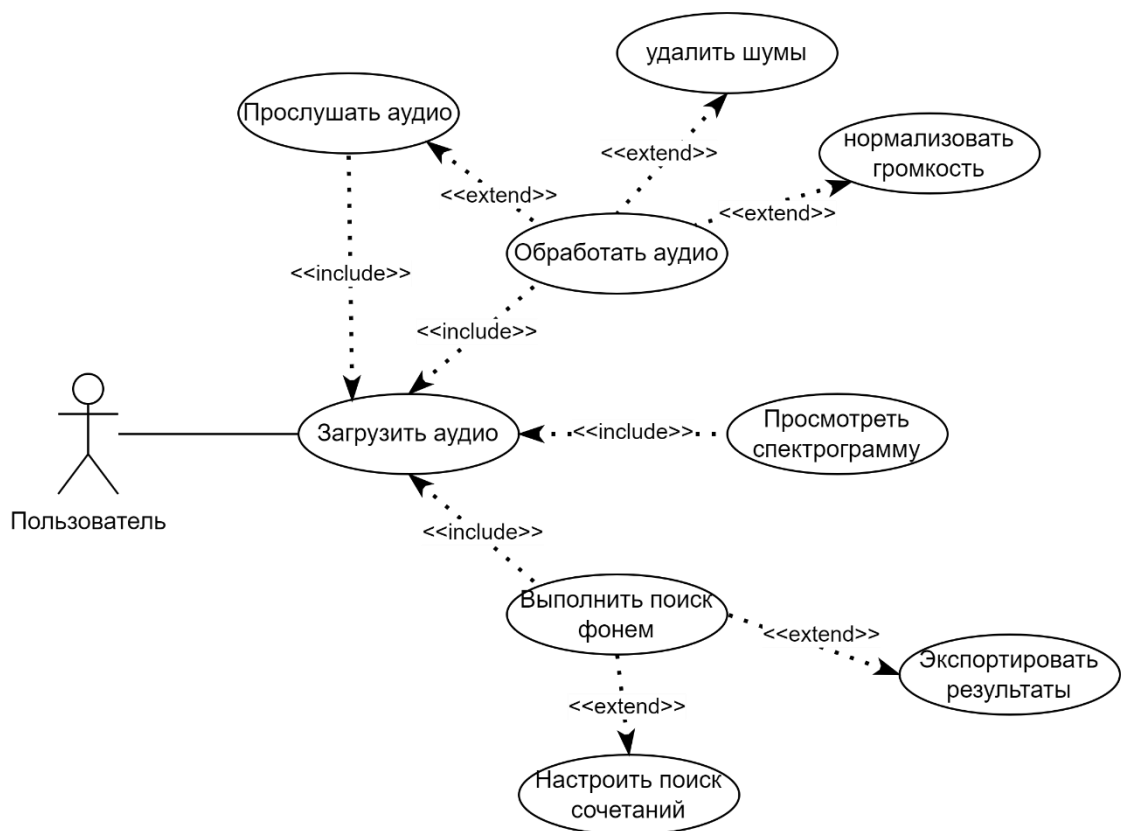 удалить шумы
Прослушать аудио
нормализовать
громкость
<<extend>>
<<extend>>
<<extend>>
Обработать аудио
<<include>>
<<include>>
Загрузить аудио
<<include>>
Просмотреть
спектрограмму
Пользователь
<<include>>
Выполнить поиск
фонем
<<extend>>
Экспортировать
результаты
<<extend>>
Настроить поиск
сочетаний